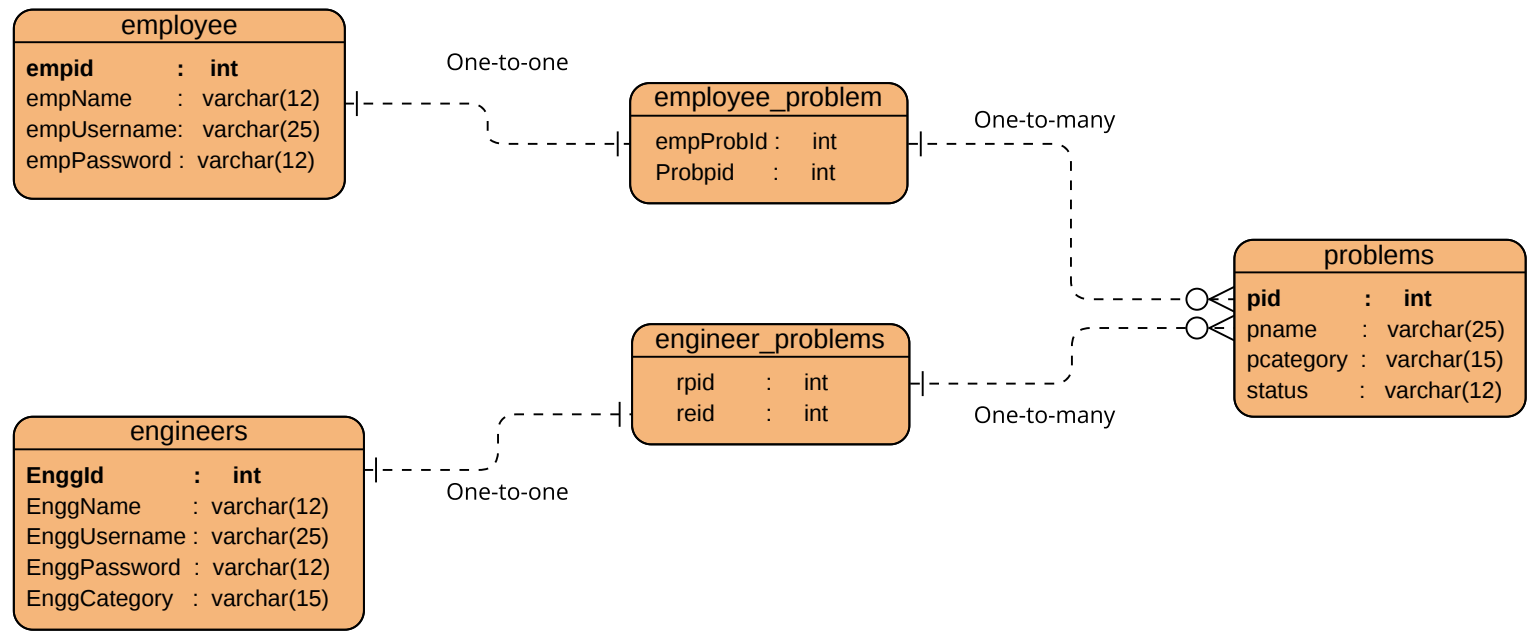 employee
empid : int
empName : varchar(12)
empUsername: varchar(25)
empPassword : varchar(12)
One-to-one
employee_problem
empProbId : int
Probpid : int
One-to-many
problems
pid : int
pname : varchar(25)
pcategory : varchar(15)
status : varchar(12)
engineer_problems
rpid : int
reid : int
One-to-many
engineers
EnggId : int
EnggName : varchar(12)
EnggUsername : varchar(25)
EnggPassword : varchar(12)
EnggCategory : varchar(15)
One-to-one